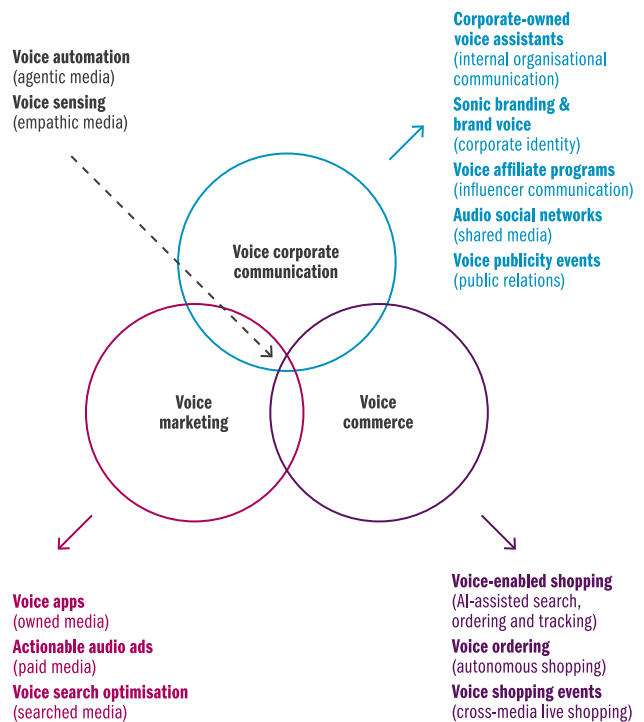 Voice automation
(agentic media)
Voice sensing
(empathic media)
Corporate-owned
voice assistants
(internal organisational
communication)
Sonic branding &
brand voice
(corporate identity)
Voice affiliate programs
(influencer communication)
Audio social networks
(shared media)
Voice publicity events
(public relations)
Voice corporate
communication
Voice
marketing
Voice
commerce
Voice apps
(owned media)
Actionable audio ads
(paid media)
Voice search optimisation
(searched media)
Voice-enabled shopping
(AI-assisted search,
ordering and tracking)
Voice ordering
(autonomous shopping)
Voice shopping events
(cross-media live shopping)